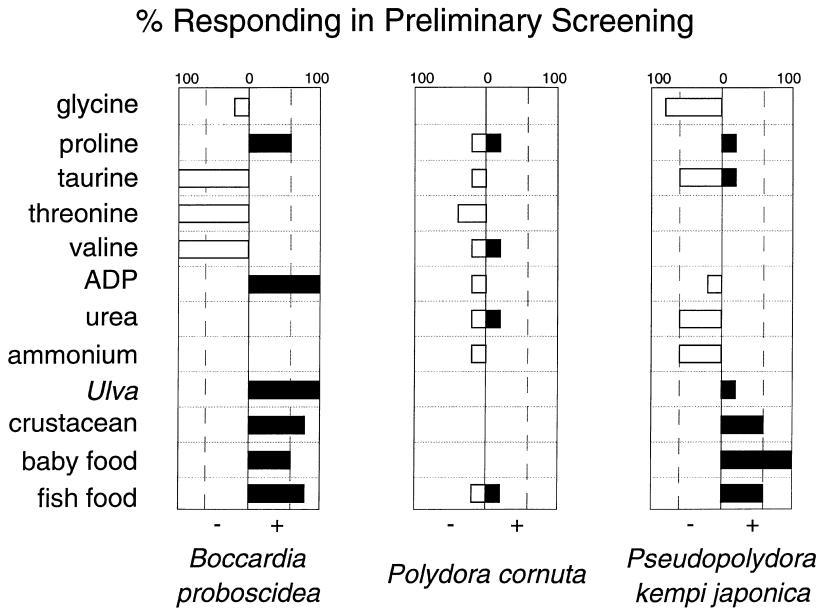 % Responding in Preliminary Screening
100 0 100 100 0 100 100 0 100
glycine
proline
taurine
threonine
valine
ADP
urea
ammonium
Ulva
crustacean
baby food
fish food
- + - + - +
Boccardia
proboscidea
Polydora cornuta
Pseudopolydora
kempi japonica